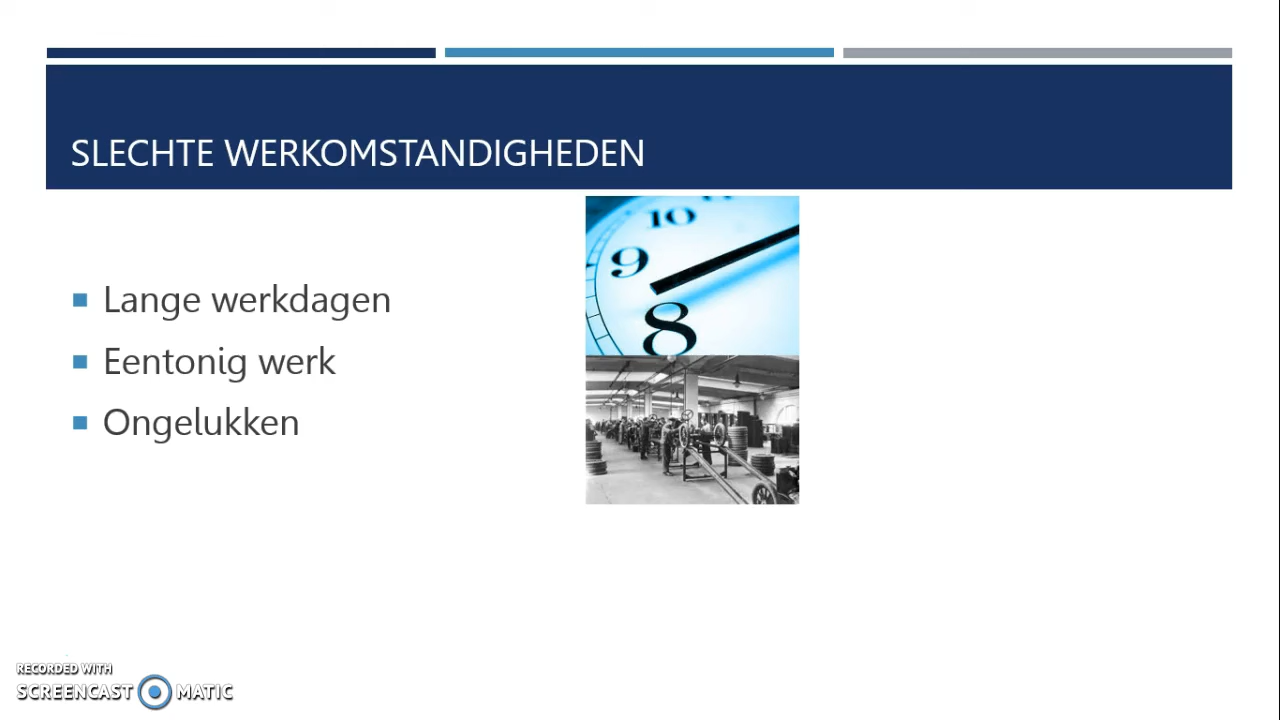 SLECHTE WERKOMSTANDIGHEDEN
Lange werkdagen
Eentonig werk
Ongelukken
10
9
8
RECORDED WITH
SCREENCAST MATIC